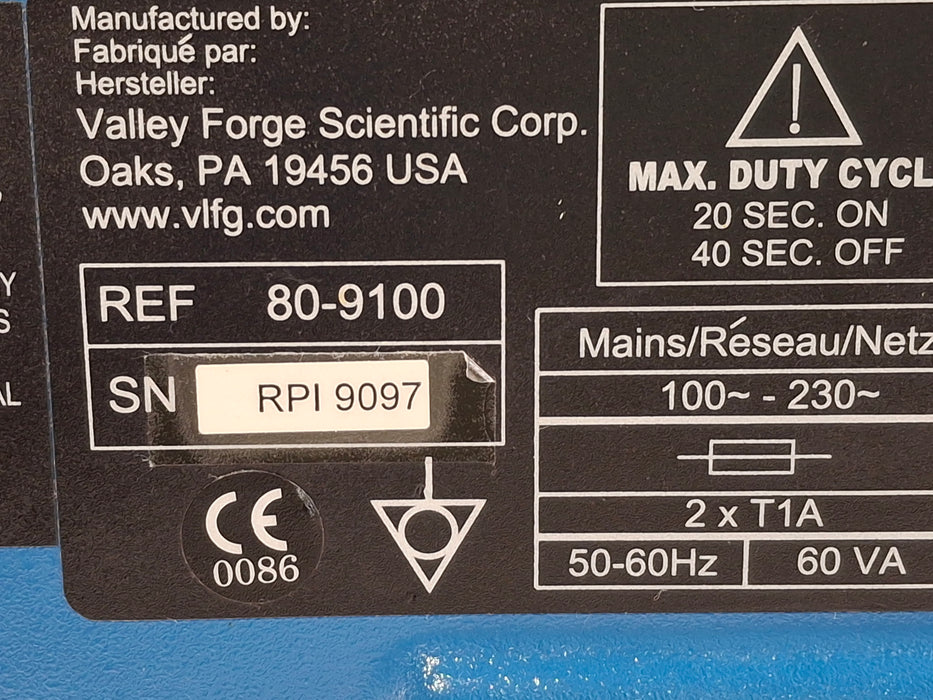 Manufactured by:
Fabriqué par:
Hersteller:
Valley Forge Scientific Corp.
Oaks, PA 19456 USA
www.vlfg.com
REF 80-9100
SN RPI 9097
CE
0086
MAX. DUTY CYCL
20 SEC. ON
40 SEC. OFF
Mains/Réseau/Netz
100~ - 230~
2 x T1A
50-60Hz 60 VA